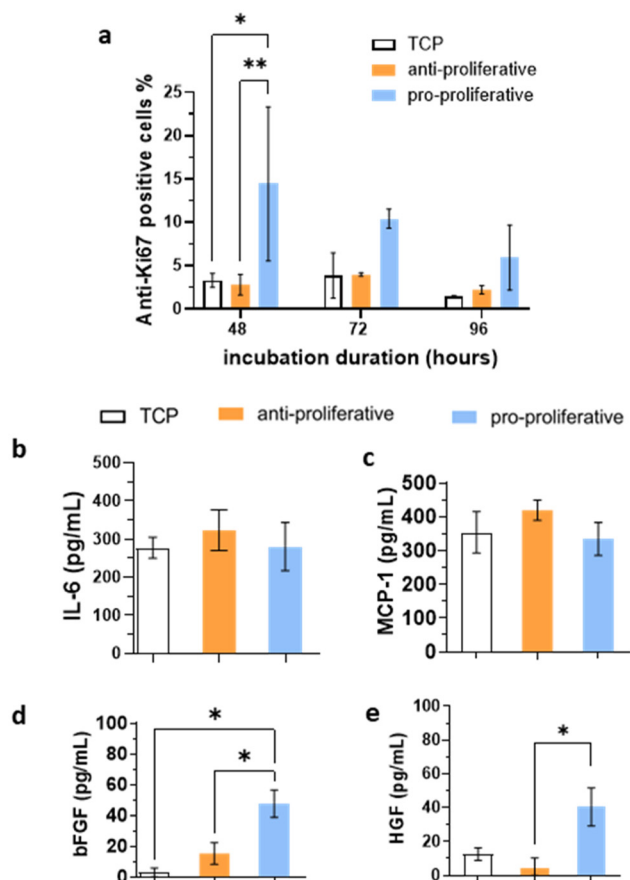 a
*
**
TCP
anti-proliferative
pro-proliferative
Anti-Ki67 positive cells %
25
20
15
10
5
0
48 72 96
incubation duration (hours)
TCP anti-proliferative pro-proliferative
b
IL-6 (pg/mL)
500
400
300
200
100
0
c
MCP-1 (pg/mL)
500
400
300
200
100
0
d
*
*
bFGF (pg/mL)
100
80
60
40
20
0
e
*
HGF (pg/mL)
100
80
60
40
20
0